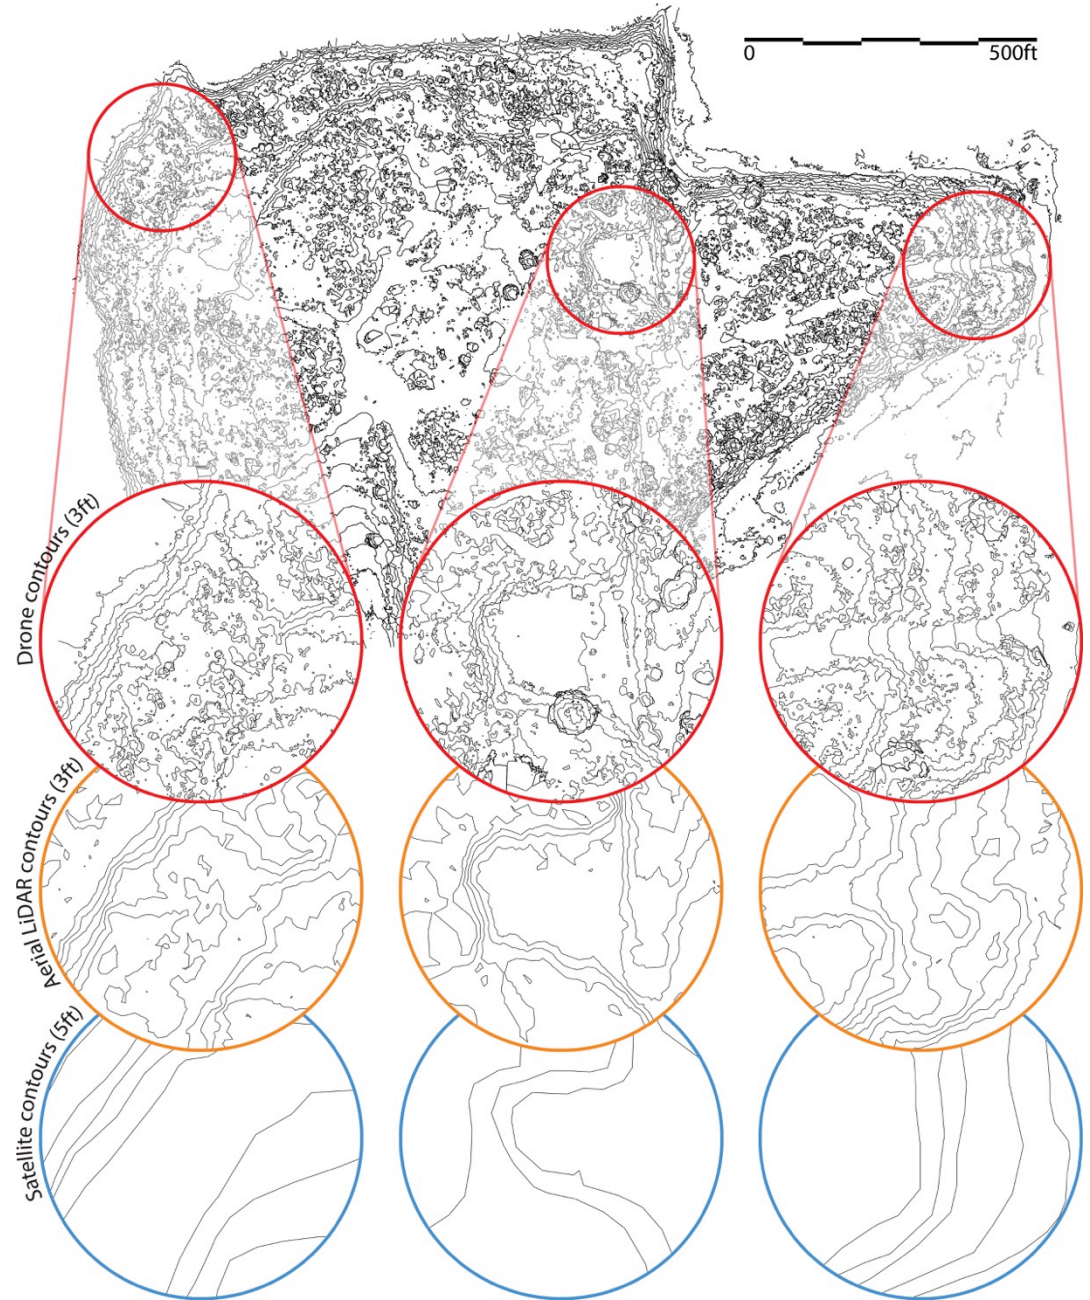 0 500ft
Drone contours (3ft)
Aerial LiDAR contours (3ft)
Satellite contours (5ft)